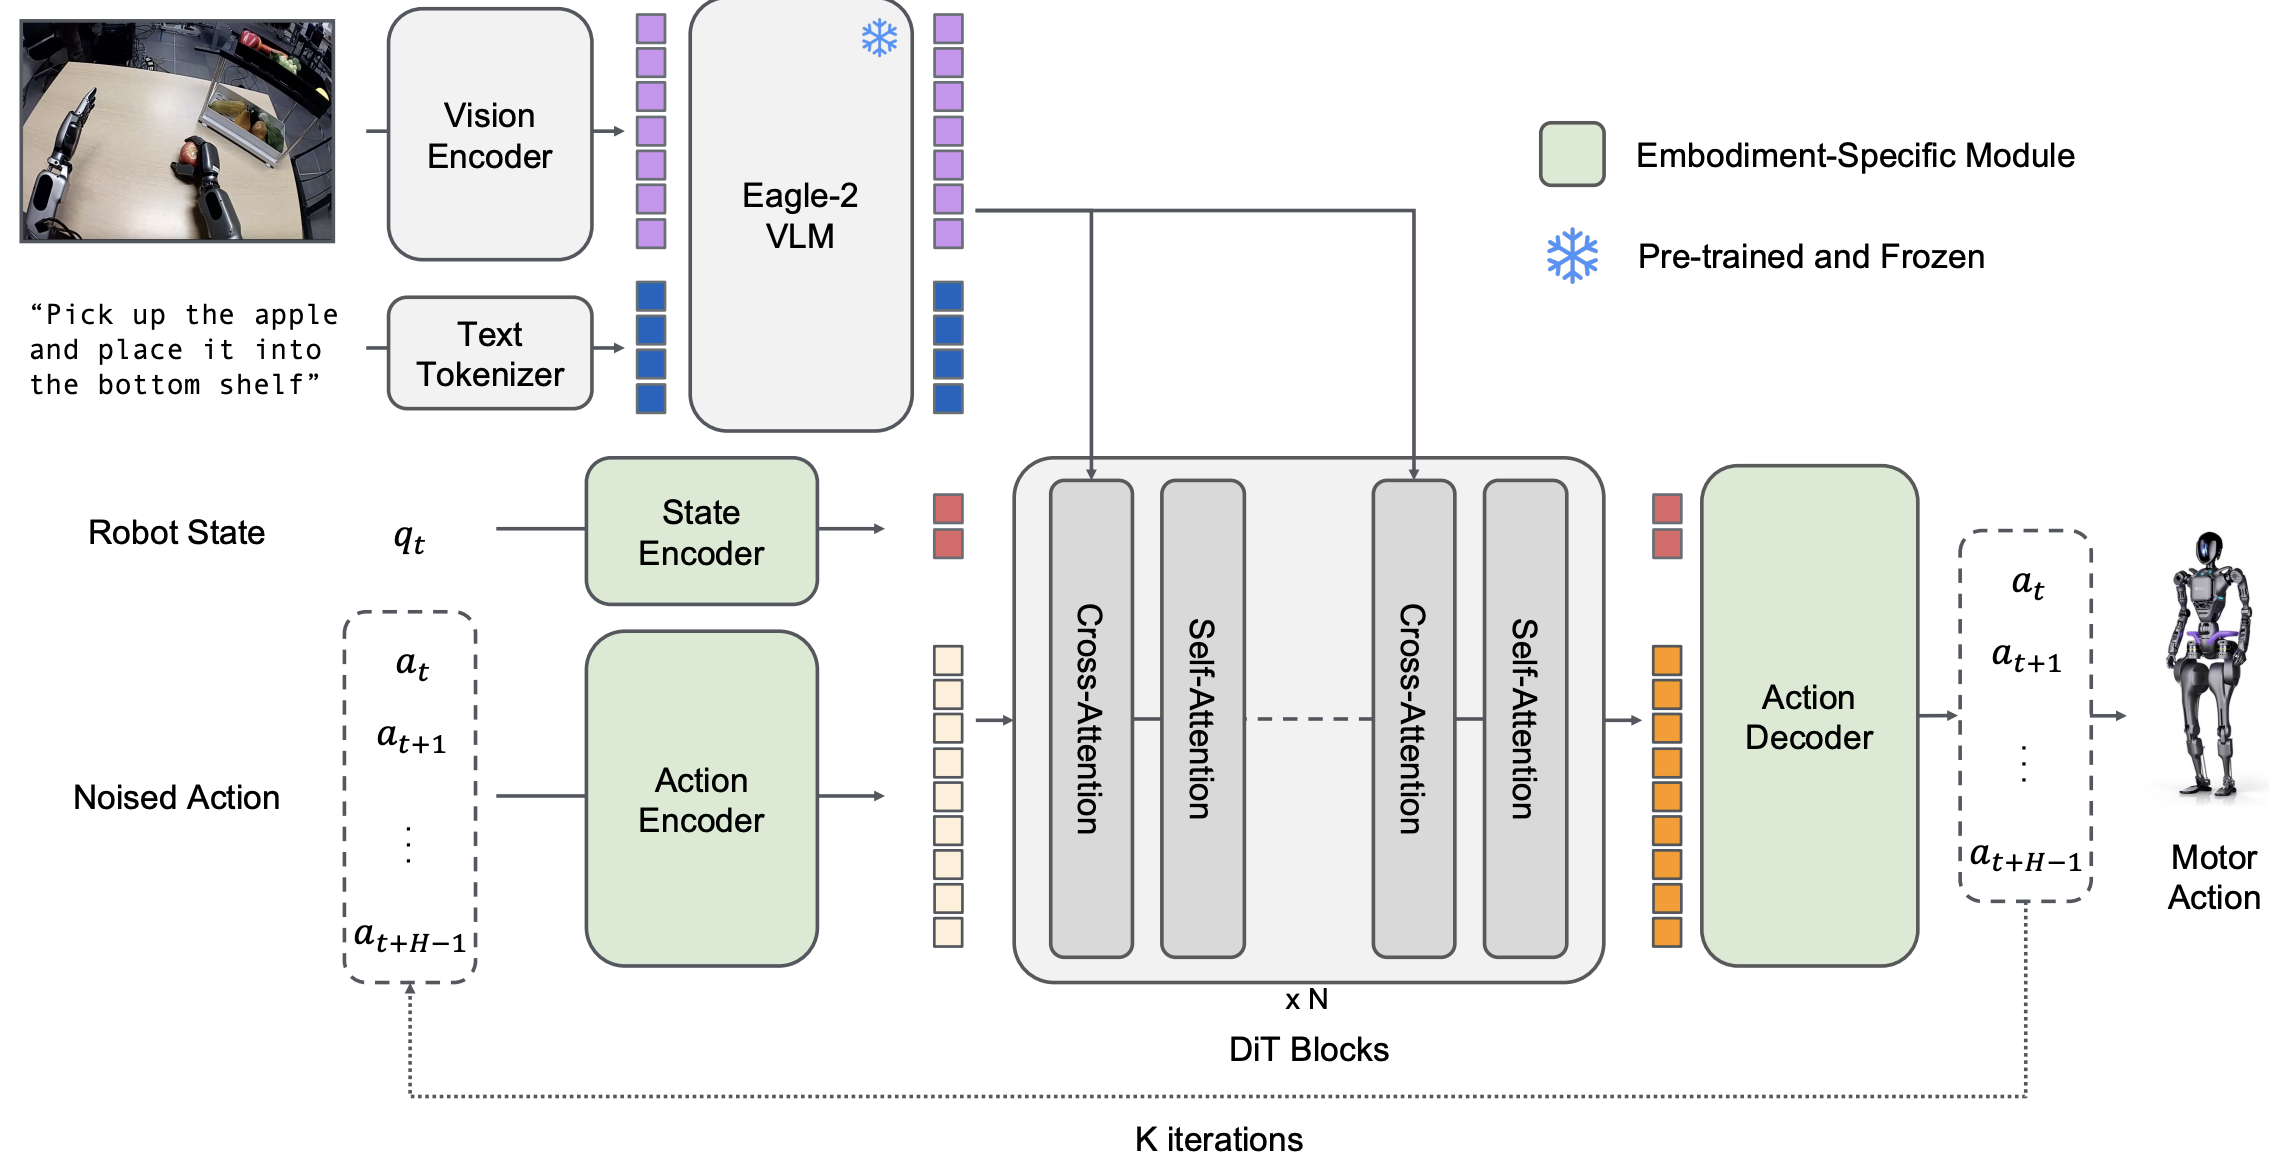 Vision
Encoder
Eagle-2
VLM
“Pick up the apple
and place it into
the bottom shelf”
Text
Tokenizer
Embodiment-Specific Module
Pre-trained and Frozen
Robot State
q_t
State
Encoder
Noised Action
a_t
a_{t+1}
⋮
a_{t+H−1}
Action
Encoder
Cross-Attention
Self-Attention
Cross-Attention
Self-Attention
x N
DiT Blocks
Action
Decoder
a_t
a_{t+1}
⋮
a_{t+H−1}
Motor
Action
K iterations